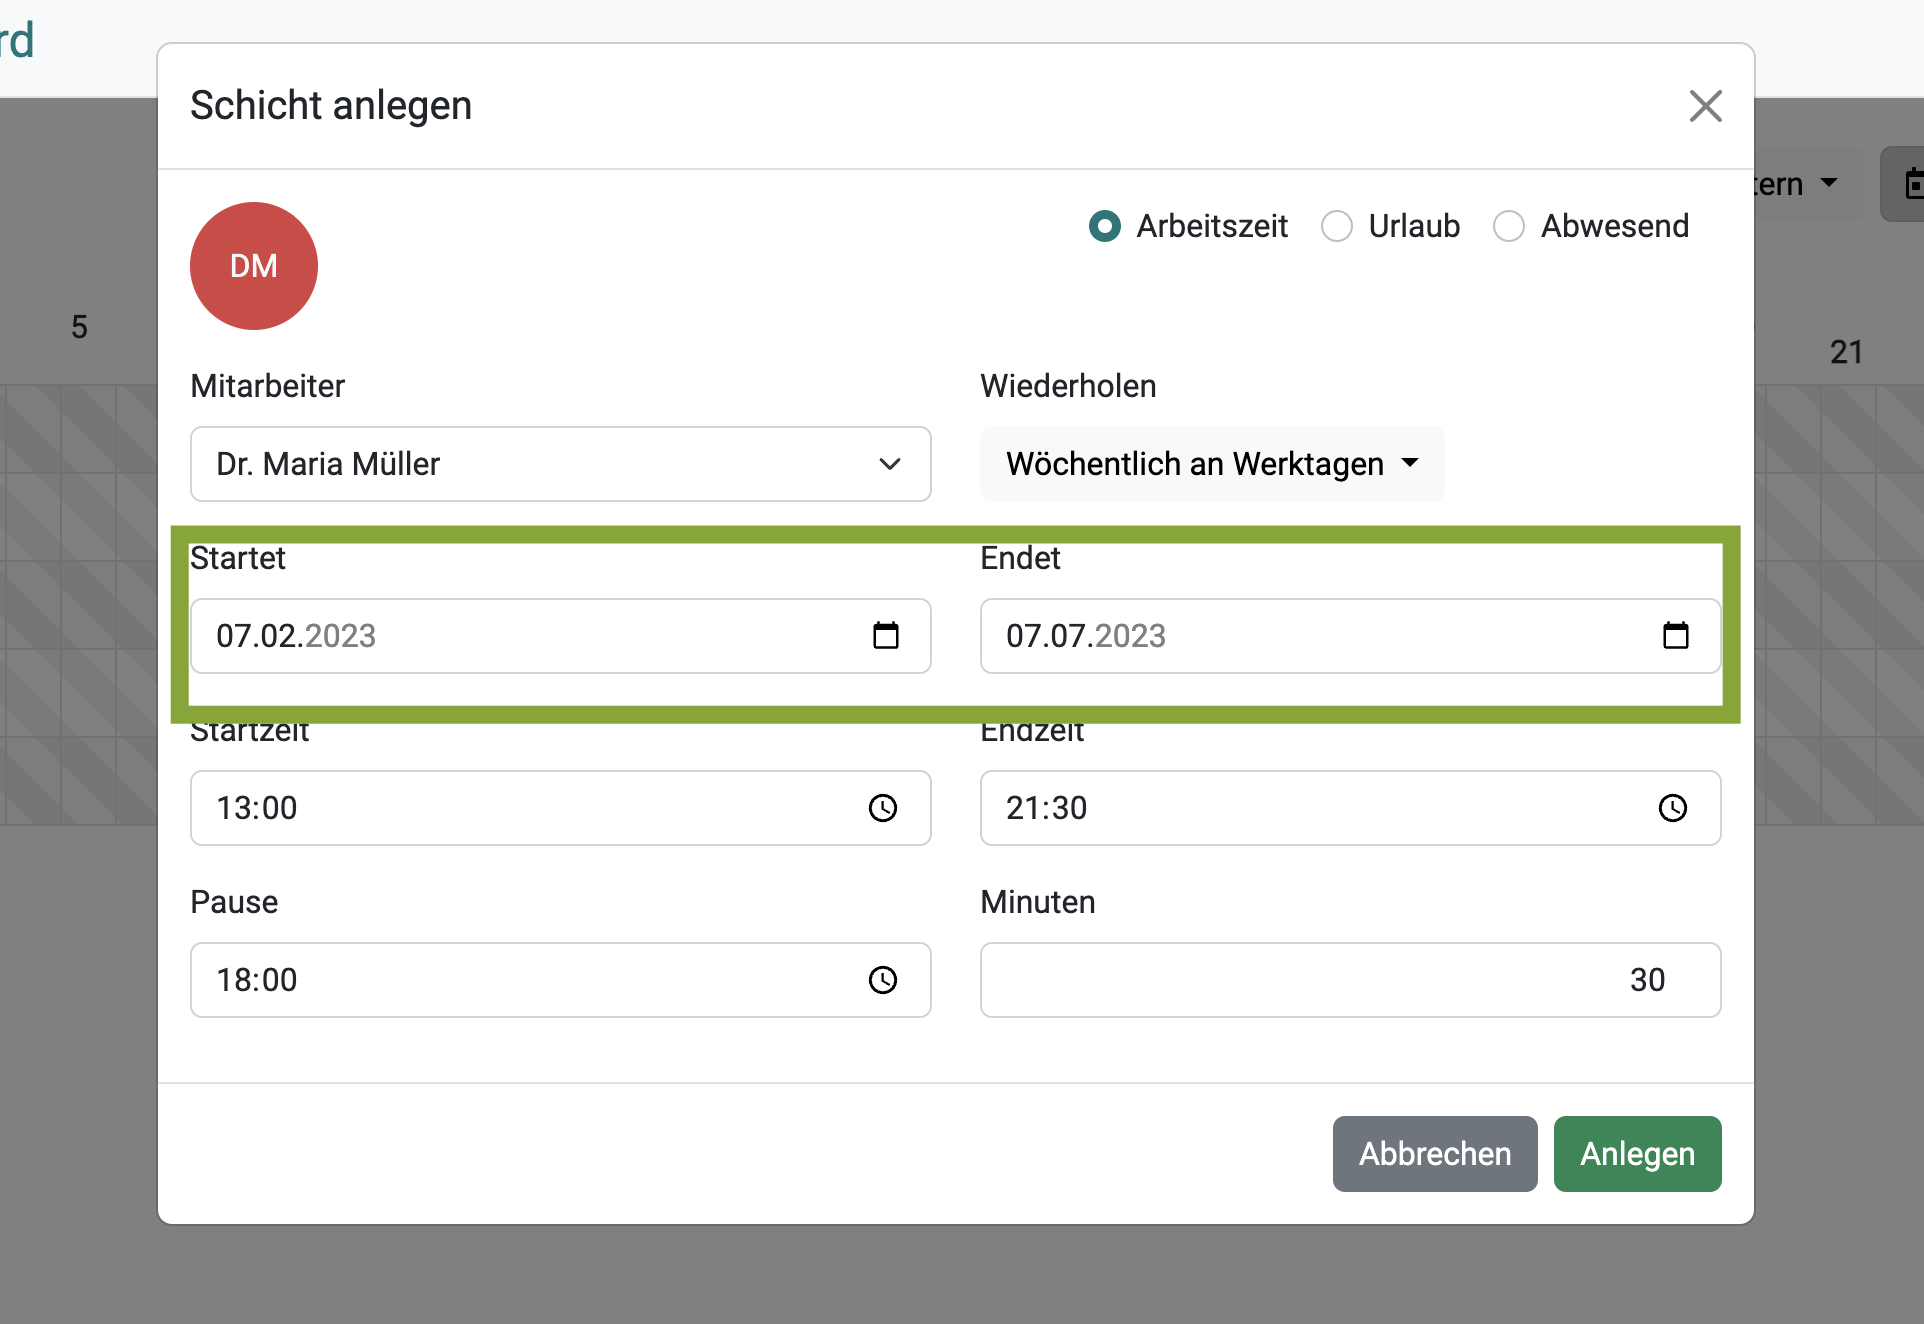 rd
Schicht anlegen
tern
DM
Arbeitszeit Urlaub Abwesend
5
21
Mitarbeiter Wiederholen
Dr. Maria Müller Wöchentlich an Werktagen
Startet Endet
07.02.2023 07.07.2023
Startzeit Endzeit
13:00 21:30
Pause Minuten
18:00 30
Abbrechen Anlegen